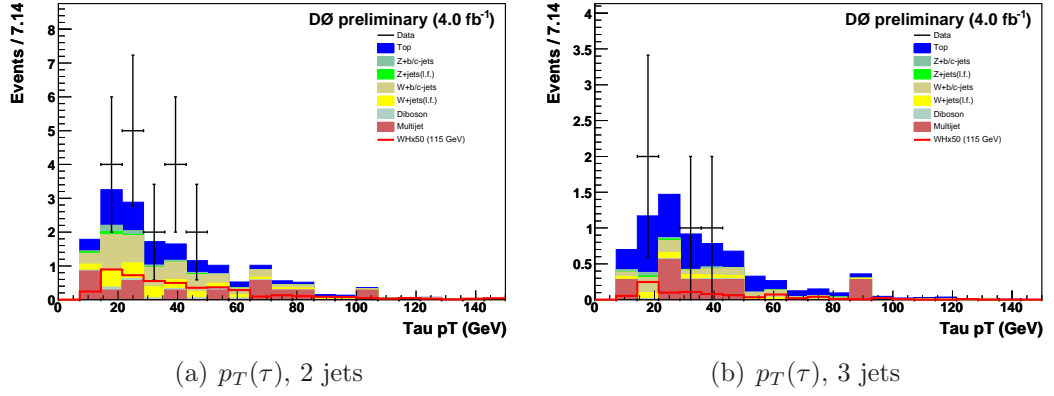 DØ preliminary (4.0 fb-1)
Data
Top
Z+b/c-jets
Z+jets(l.f.)
W+b/c-jets
W+jets(l.f.)
Diboson
Multijet
WHx50 (115 GeV)
Events / 7.14
8
7
6
5
4
3
2
1
0
0 20 40 60 80 100 120 140
Tau pT (GeV)
(a) pT(τ), 2 jets
DØ preliminary (4.0 fb-1)
Data
Top
Z+b/c-jets
Z+jets(l.f.)
W+b/c-jets
W+jets(l.f.)
Diboson
Multijet
WHx50 (115 GeV)
Events / 7.14
4
3.5
3
2.5
2
1.5
1
0.5
0
0 20 40 60 80 100 120 140
Tau pT (GeV)
(b) pT(τ), 3 jets